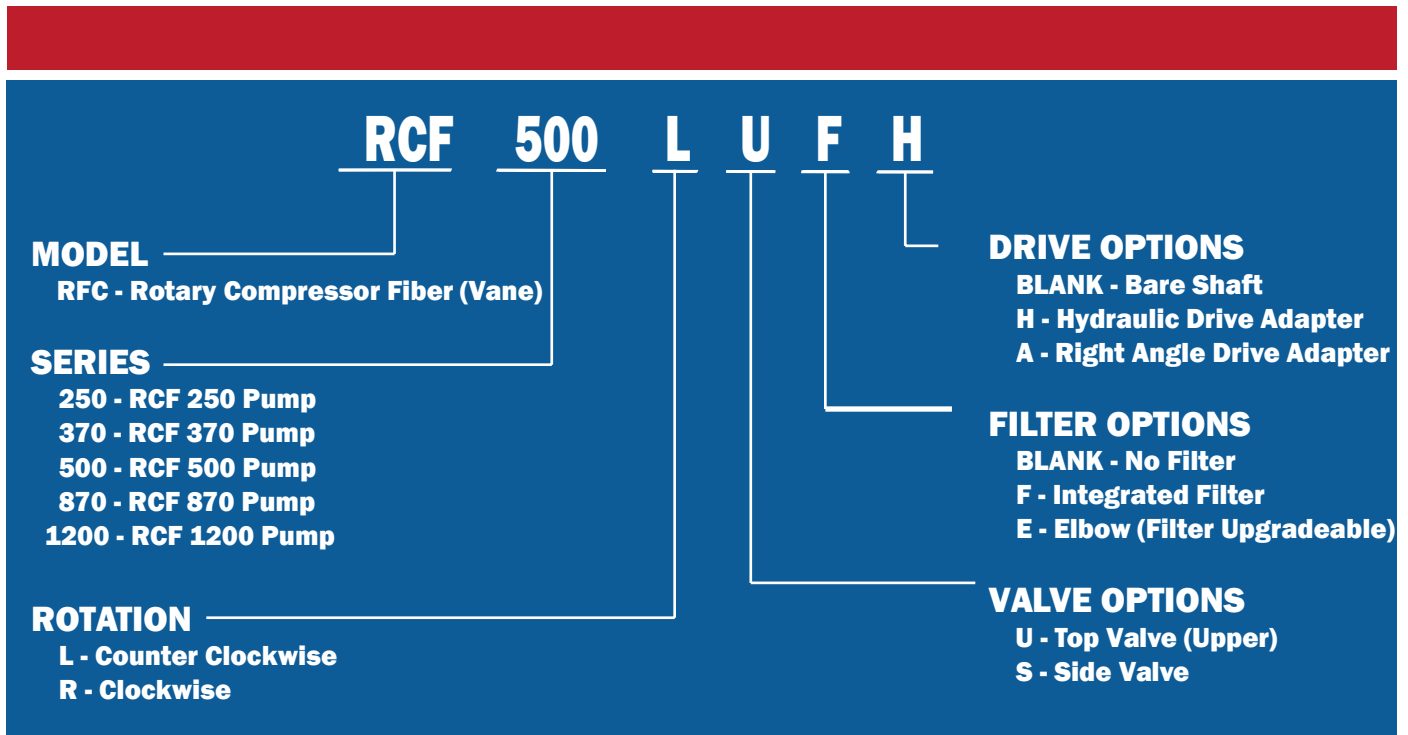 RCF 500 L U F H
MODEL
RFC - Rotary Compressor Fiber (Vane)
SERIES
250 - RCF 250 Pump
370 - RCF 370 Pump
500 - RCF 500 Pump
870 - RCF 870 Pump
1200 - RCF 1200 Pump
ROTATION
L - Counter Clockwise
R - Clockwise
DRIVE OPTIONS
BLANK - Bare Shaft
H - Hydraulic Drive Adapter
A - Right Angle Drive Adapter
FILTER OPTIONS
BLANK - No Filter
F - Integrated Filter
E - Elbow (Filter Upgradeable)
VALVE OPTIONS
U - Top Valve (Upper)
S - Side Valve